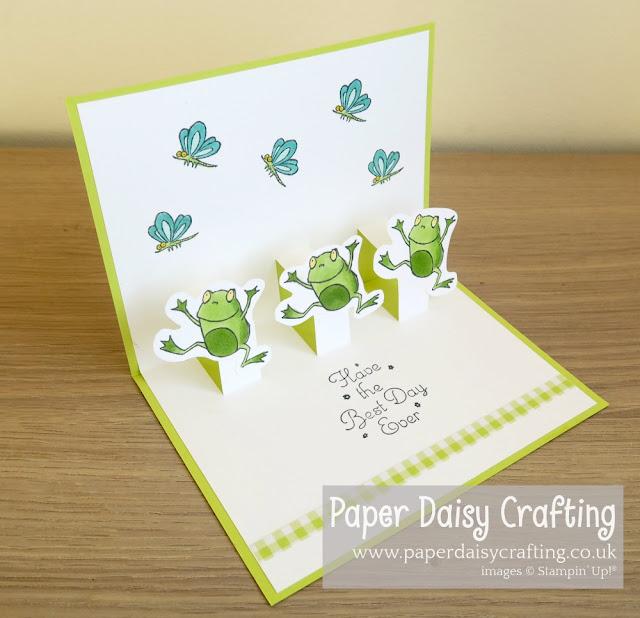 Have
the
Best Day
Ever
Paper Daisy Crafting
www.paperdaisycrafting.co.uk
images © Stampin' Up!®